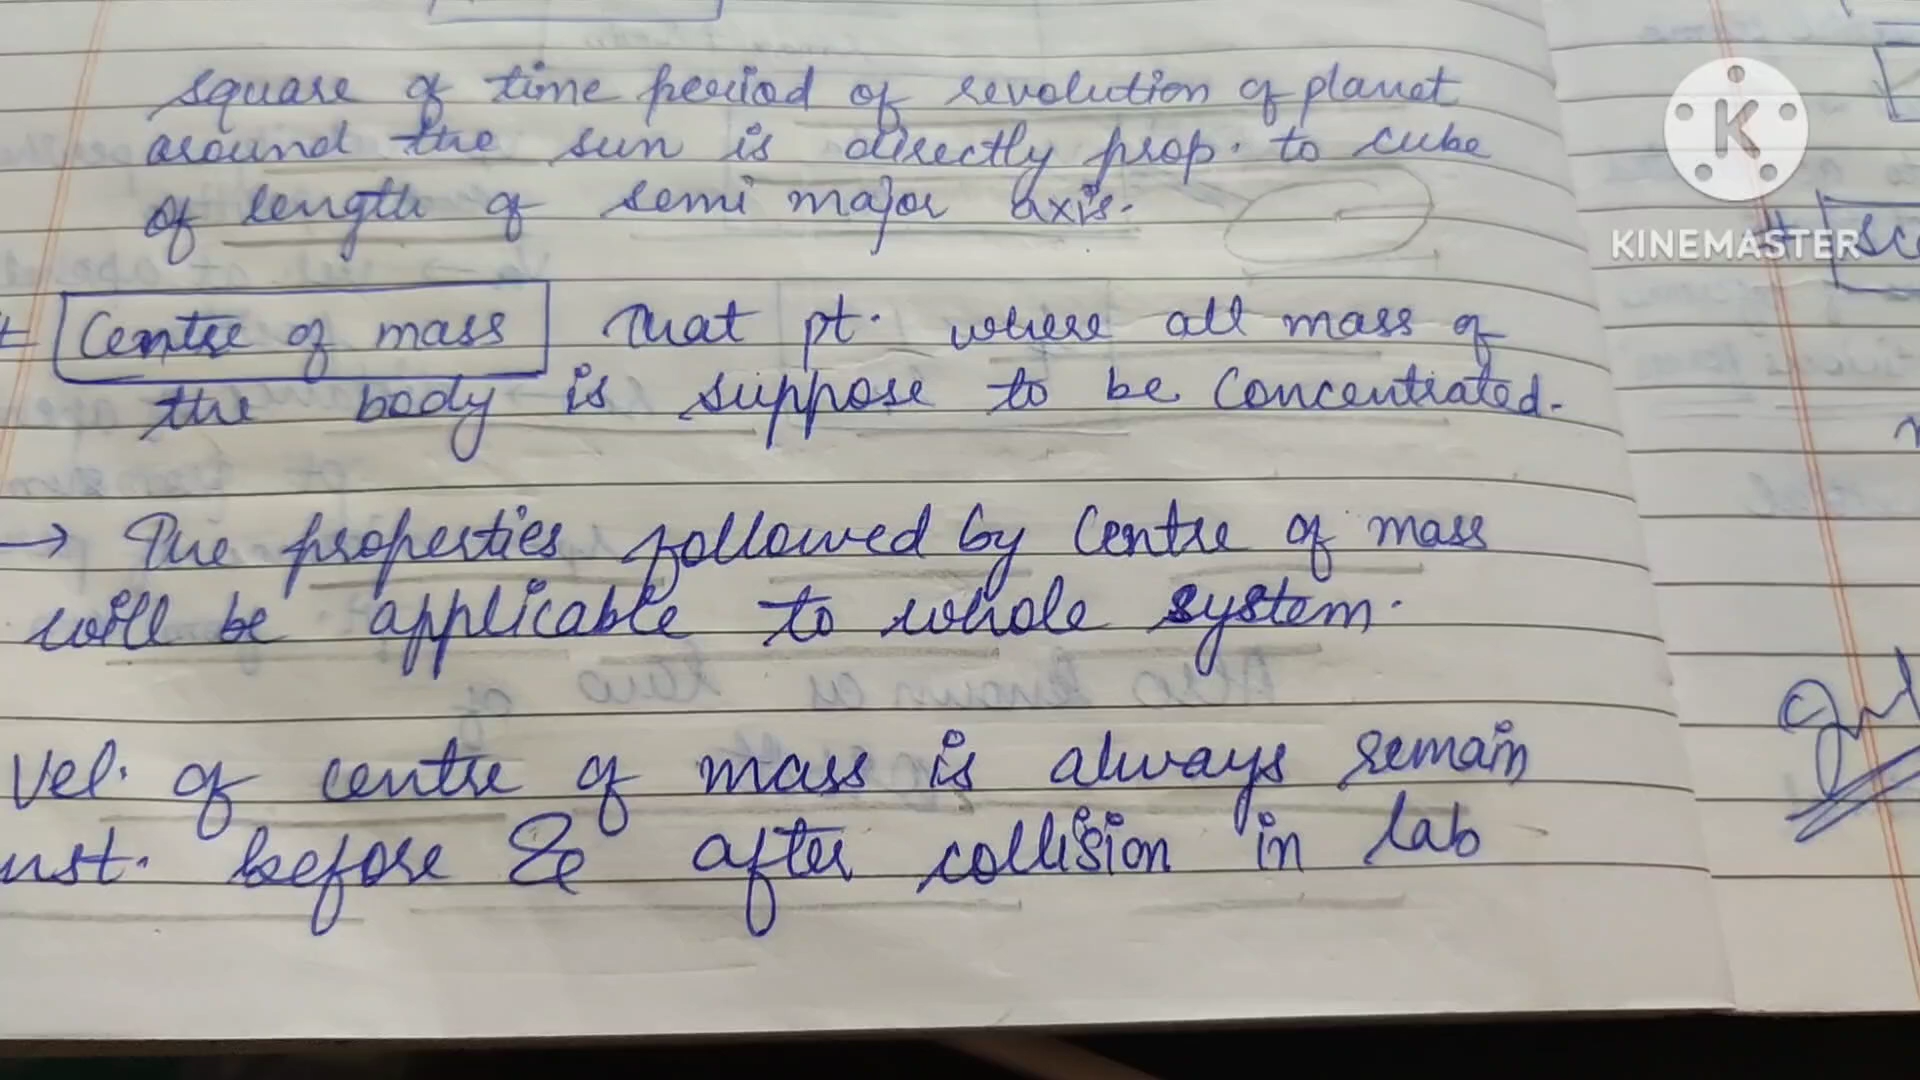 square of time period of revolution of planet
around the sun is directly prop. to cube
of length of semi major axis.
Centre of mass That pt. where all mass of
the body is suppose to be concentrated.
→ The properties followed by centre of mass
will be applicable to whole system.
Vel. of centre of mass is always remain
nst. before & after collision in lab
K
KINEMASTER